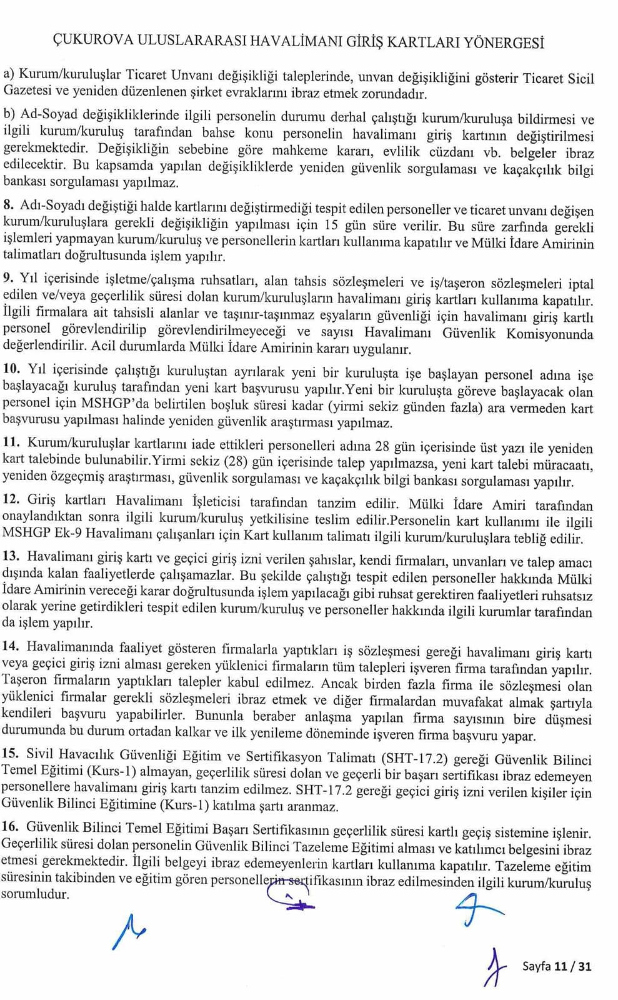 ÇUKUROVA ULUSLARARASI HAVALİMANI GİRİŞ KARTLARI YÖNERGESİ
a) Kurum/kuruluşlar Ticaret Unvanı değişikliği taleplerinde, unvan değişikliğini gösterir Ticaret Sicil
Gazetesi ve yeniden düzenlenen şirket evraklarını ibraz etmek zorundadır.
b) Ad-Soyad değişikliklerinde ilgili personelin durumu derhal çalıştığı kurum/kuruluşa bildirmesi ve
ilgili kurum/kuruluş tarafından bahse konu personelin havalimanı giriş kartının değiştirilmesi
gerekmektedir. Değişikliğin sebebine göre mahkeme kararı, evlilik cüzdanı vb. belgeler ibraz
edilecektir. Bu kapsamda yapılan değişikliklerde yeniden güvenlik sorgulaması ve kaçakçılık bilgi
bankası sorgulaması yapılmaz.
8. Adı-Soyadı değiştiği halde kartlarını değiştirmediği tespit edilen personeller ve ticaret unvanı değişen
kurum/kuruluşlara gerekli değişikliğin yapılması için 15 gün süre verilir. Bu süre zarfında gerekli
işlemleri yapmayan kurum/kuruluş ve personellerin kartları kullanıma kapatılır ve Mülki İdare Amirinin
talimatları doğrultusunda işlem yapılır.
9. Yıl içerisinde işletme/çalışma ruhsatları, alan tahsis sözleşmeleri ve iş/taşeron sözleşmeleri iptal
edilen ve/veya geçerlilik süresi dolan kurum/kuruluşların havalimanı giriş kartları kullanıma kapatılır.
İlgili firmalara ait tahsisli alanlar ve taşınır-taşınmaz eşyaların güvenliği için havalimanı giriş kartlı
personel görevlendirilip görevlendirilmeyeceği ve sayısı Havalimanı Güvenlik Komisyonunda
değerlendirilir. Acil durumlarda Mülki İdare Amirinin kararı uygulanır.
10. Yıl içerisinde çalıştığı kuruluştan ayrılarak yeni bir kuruluşta işe başlayan personel adına işe
başlayacağı kuruluş tarafından yeni kart başvurusu yapılır.Yeni bir kuruluşta göreve başlayacak olan
personel için MSHGP’da belirtilen boşluk süresi kadar (yirmi sekiz günden fazla) ara vermeden kart
başvurusu yapılması halinde yeniden güvenlik araştırması yapılmaz.
11. Kurum/kuruluşlar kartlarını iade ettikleri personelleri adına 28 gün içerisinde üst yazı ile yeniden
kart talebinde bulunabilir.Yirmi sekiz (28) gün içerisinde talep yapılmazsa, yeni kart talebi müracaatı,
yeniden özgeçmiş araştırması, güvenlik sorgulaması ve kaçakçılık bilgi bankası sorgulaması yapılır.
12. Giriş kartları Havalimanı İşleticisi tarafından tanzim edilir. Mülki İdare Amiri tarafından
onaylandıktan sonra ilgili kurum/kuruluş yetkilisine teslim edilir.Personelin kart kullanımı ile ilgili
MSHGP Ek-9 Havalimanı çalışanları için Kart kullanım talimatı ilgili kurum/kuruluşlara tebliğ edilir.
13. Havalimanı giriş kartı ve geçici giriş izni verilen şahıslar, kendi firmaları, unvanları ve talep amacı
dışında kalan faaliyetlerde çalışamazlar. Bu şekilde çalıştığı tespit edilen personeller hakkında Mülki
İdare Amirinin vereceği karar doğrultusunda işlem yapılacağı gibi ruhsat gerektiren faaliyetleri ruhsatsız
olarak yerine getirdikleri tespit edilen kurum/kuruluş ve personeller hakkında ilgili kurumlar tarafından
da işlem yapılır.
14. Havalimanında faaliyet gösteren firmalarla yaptıkları iş sözleşmesi gereği havalimanı giriş kartı
veya geçici giriş izni alması gereken yüklenici firmaların tüm talepleri işveren firma tarafından yapılır.
Taşeron firmaların yaptıkları talepler kabul edilmez. Ancak birden fazla firma ile sözleşmesi olan
yüklenici firmalar gerekli sözleşmeleri ibraz etmek ve diğer firmalardan muvafakat almak şartıyla
kendileri başvuru yapabilirler. Bununla beraber anlaşma yapılan firma sayısının bire düşmesi
durumunda bu durum ortadan kalkar ve ilk yenileme döneminde işveren firma başvuru yapar.
15. Sivil Havacılık Güvenliği Eğitim ve Sertifikasyon Talimatı (SHT-17.2) gereği Güvenlik Bilinci
Temel Eğitimi (Kurs-1) almayan, geçerlilik süresi dolan ve geçerli bir başarı sertifikası ibraz edemeyen
personellere havalimanı giriş kartı tanzim edilmez. SHT-17.2 gereği geçici giriş izni verilen kişiler için
Güvenlik Bilinci Eğitimine (Kurs-1) katılma şartı aranmaz.
16. Güvenlik Bilinci Temel Eğitimi Başarı Sertifikasının geçerlilik süresi kartlı geçiş sistemine işlenir.
Geçerlilik süresi dolan personelin Güvenlik Bilinci Tazeleme Eğitimi alması ve katılımcı belgesini ibraz
etmesi gerekmektedir. İlgili belgeyi ibraz edemeyenlerin kartları kullanıma kapatılır. Tazeleme eğitim
süresinin takibinden ve eğitim gören personellerin sertifikasının ibraz edilmesinden ilgili kurum/kuruluş
sorumludur.
Sayfa 11 / 31